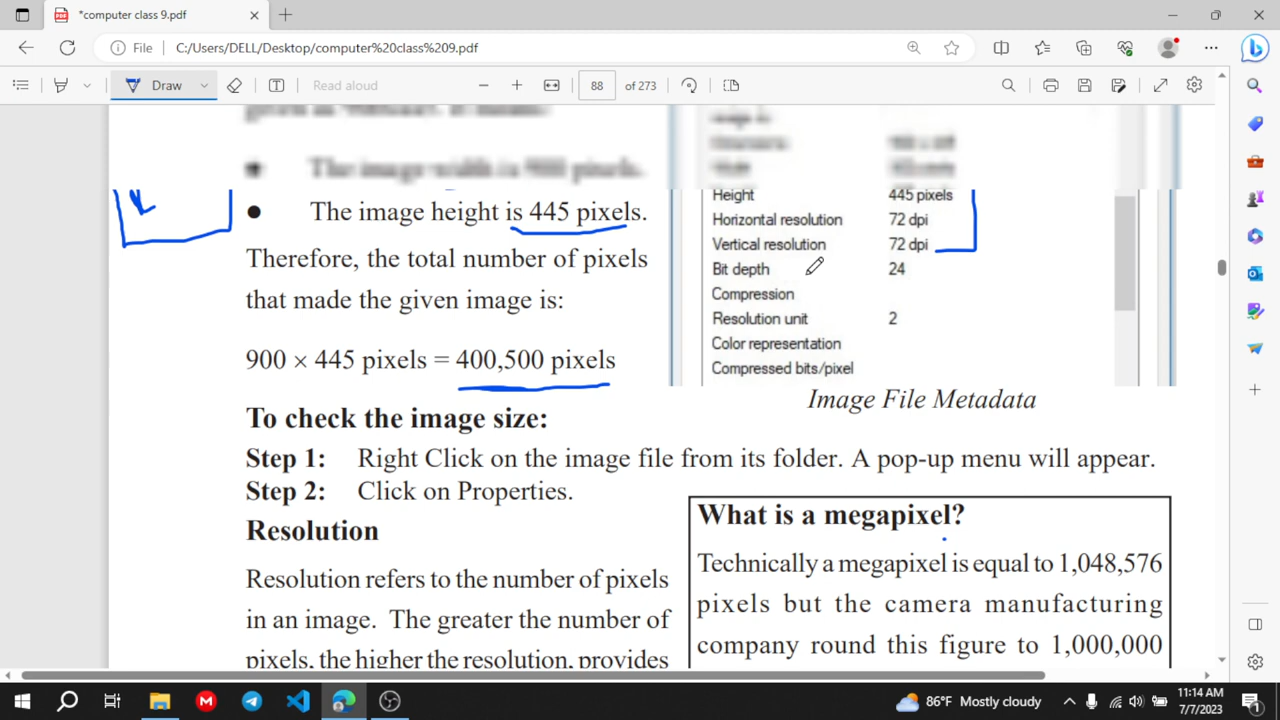 *computer class 9.pdf
File
C:/Users/DELL/Desktop/computer%20class%209.pdf
Draw
Read aloud
88
of 273
The image width is 900 pixels.
The image height is 445 pixels.
Therefore, the total number of pixels
that made the given image is:
900 × 445 pixels = 400,500 pixels
Height 445 pixels
Horizontal resolution 72 dpi
Vertical resolution 72 dpi
Bit depth 24
Compression
Resolution unit 2
Color representation
Compressed bits/pixel
Image File Metadata
To check the image size:
Step 1: Right Click on the image file from its folder. A pop-up menu will appear.
Step 2: Click on Properties.
Resolution
Resolution refers to the number of pixels
in an image. The greater the number of
pixels, the higher the resolution, provides
What is a megapixel?
Technically a megapixel is equal to 1,048,576
pixels but the camera manufacturing
company round this figure to 1,000,000
86°F Mostly cloudy
11:14 AM
7/7/2023
1